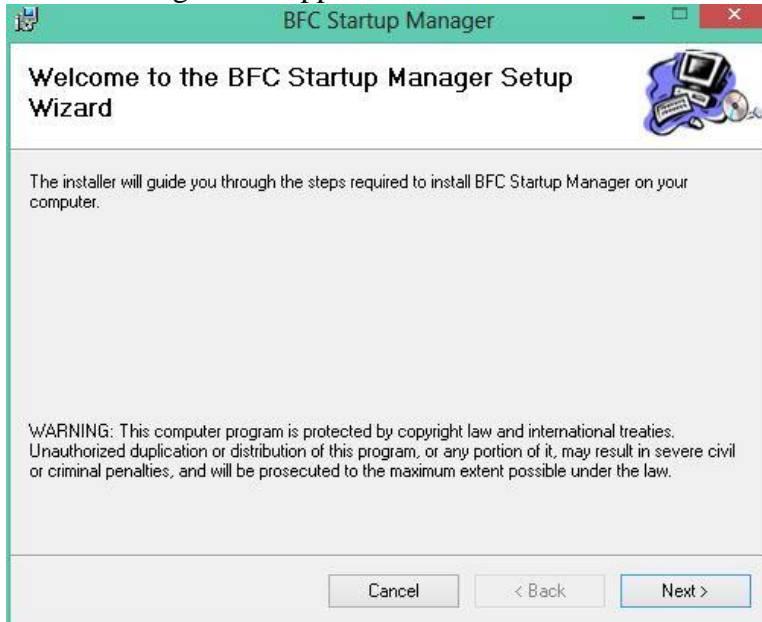 BFC Startup Manager
Welcome to the BFC Startup Manager Setup
Wizard
The installer will guide you through the steps required to install BFC Startup Manager on your
computer.
WARNING: This computer program is protected by copyright law and international treaties.
Unauthorized duplication or distribution of this program, or any portion of it, may result in severe civil
or criminal penalties, and will be prosecuted to the maximum extent possible under the law.
Cancel
< Back
Next >